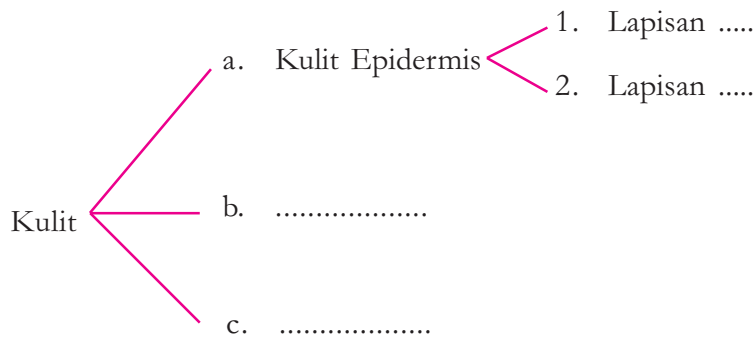 1. Lapisan .....
a. Kulit Epidermis
2. Lapisan .....
b. ...................
Kulit
c. ...................